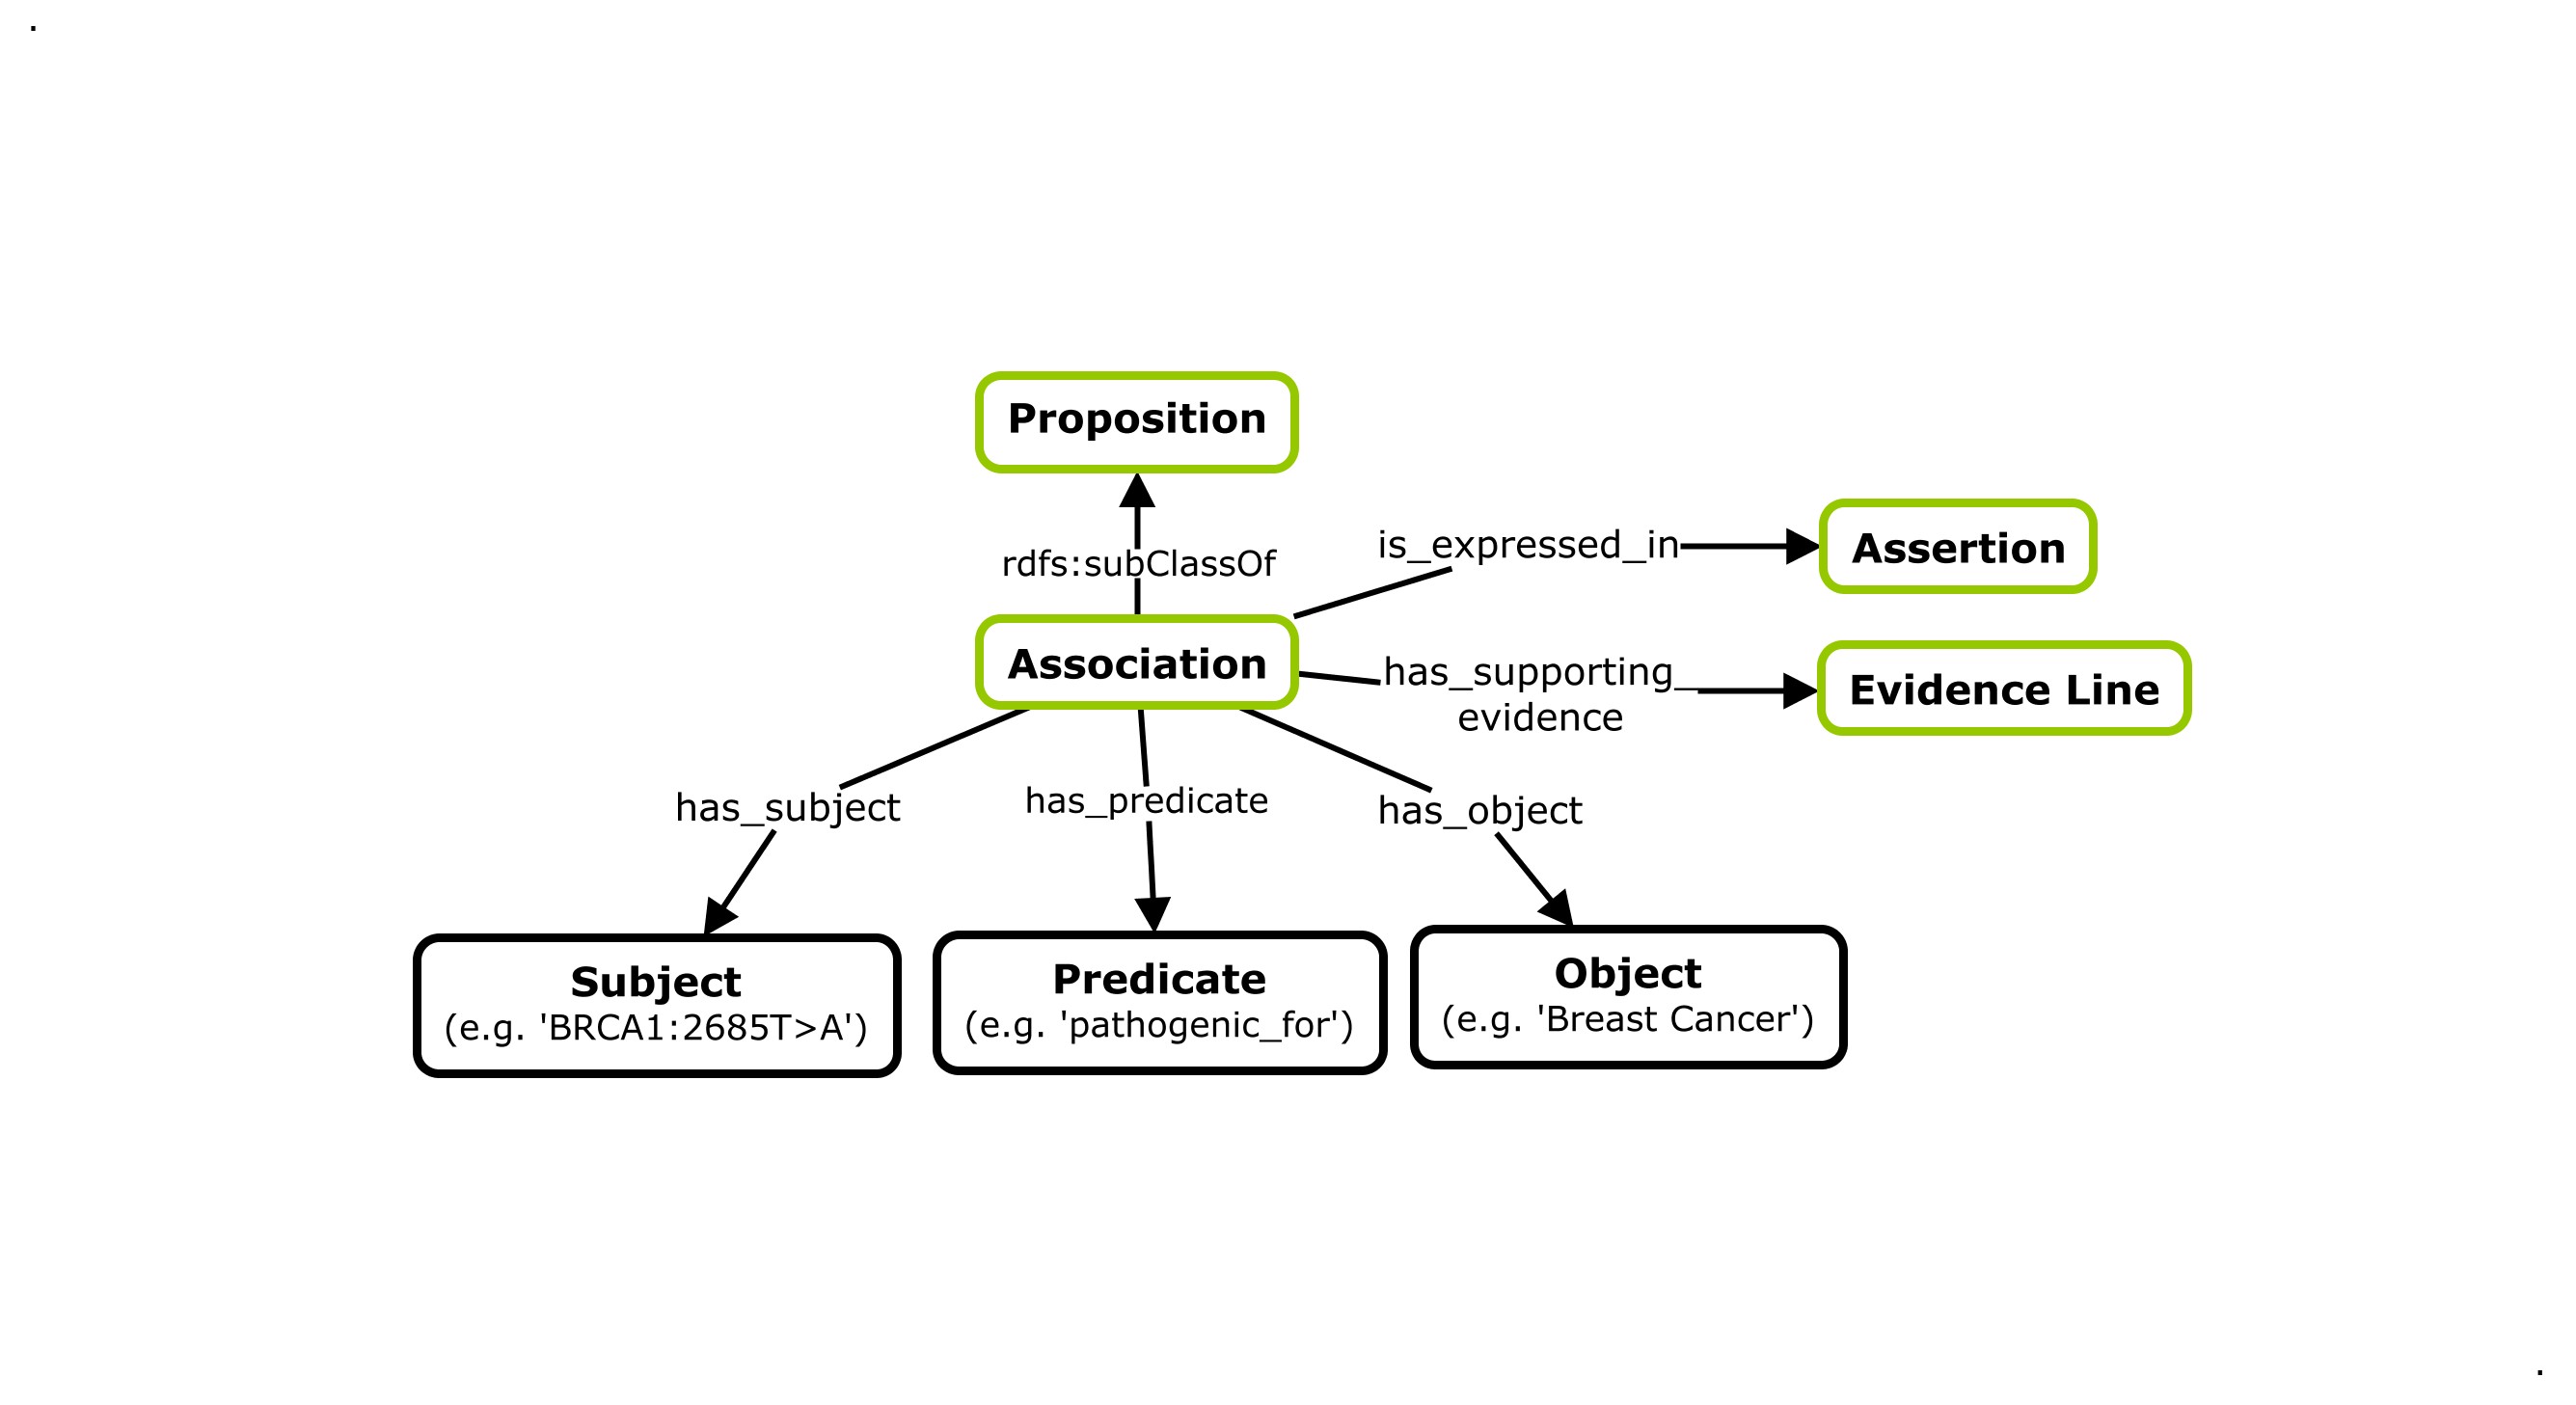 .
Proposition
rdfs:subClassOf
is_expressed_in
Assertion
Association
has_supporting_
evidence
Evidence Line
has_subject
has_predicate
has_object
Subject
(e.g. 'BRCA1:2685T>A')
Predicate
(e.g. 'pathogenic_for')
Object
(e.g. 'Breast Cancer')
.